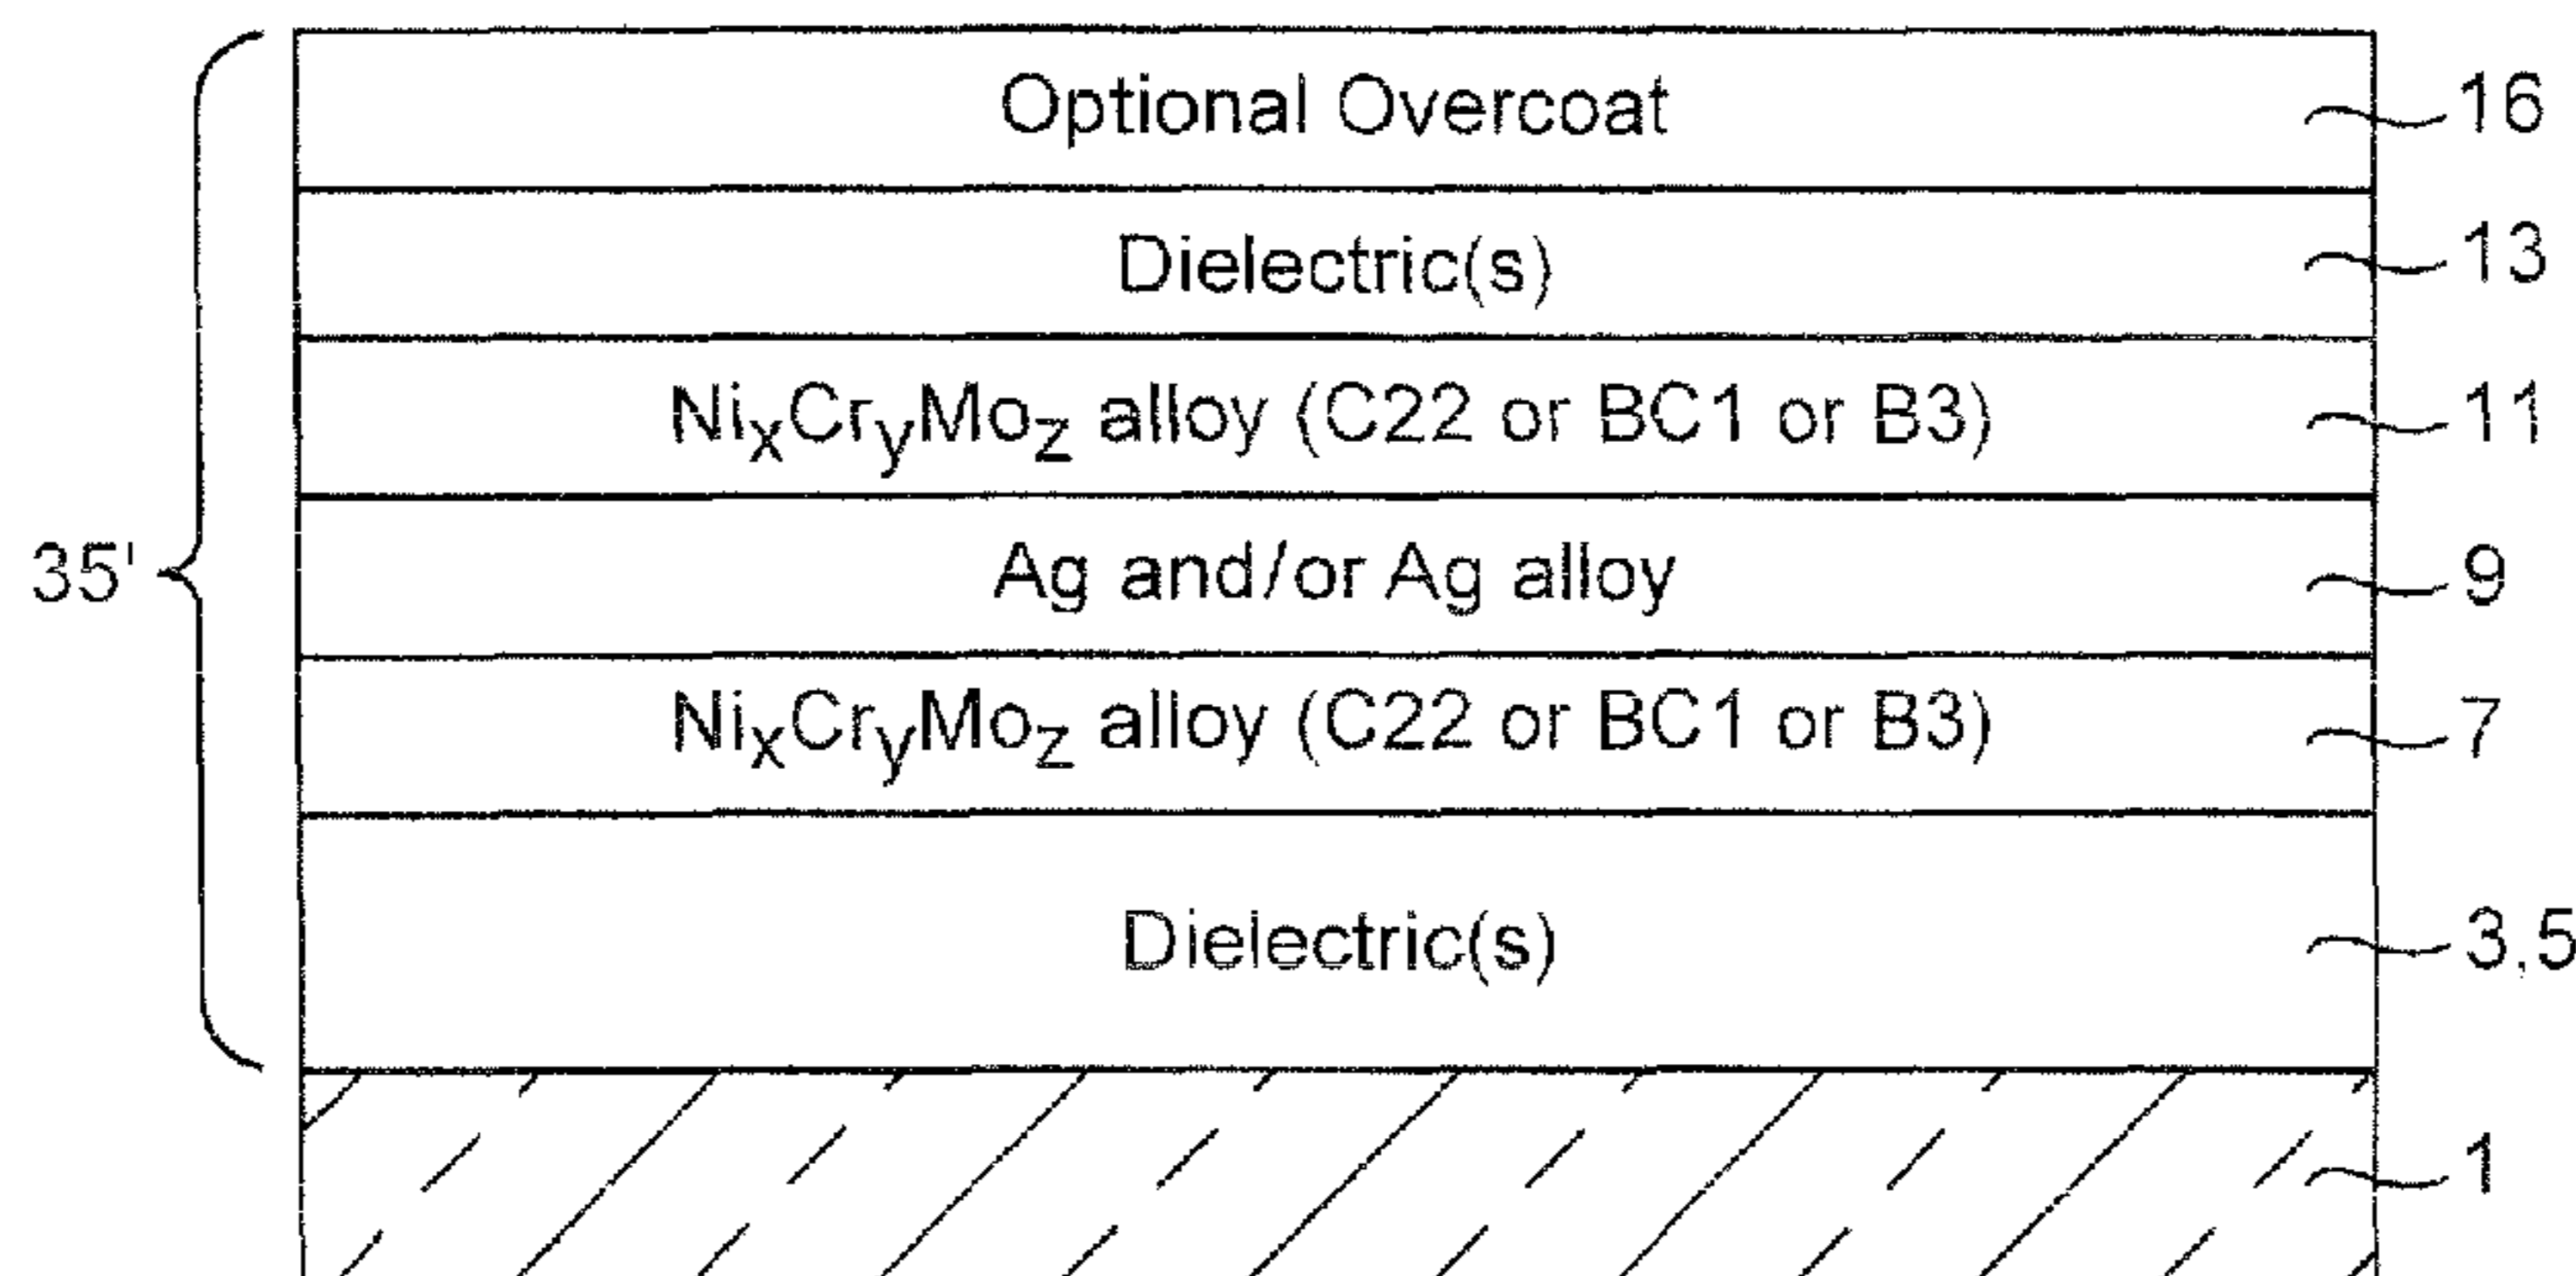 Optional Overcoat 16
Dielectric(s) 13
NixCryMoz alloy (C22 or BC1 or B3) 11
35' Ag and/or Ag alloy 9
NixCryMoz alloy (C22 or BC1 or B3) 7
Dielectric(s) 3,5
1